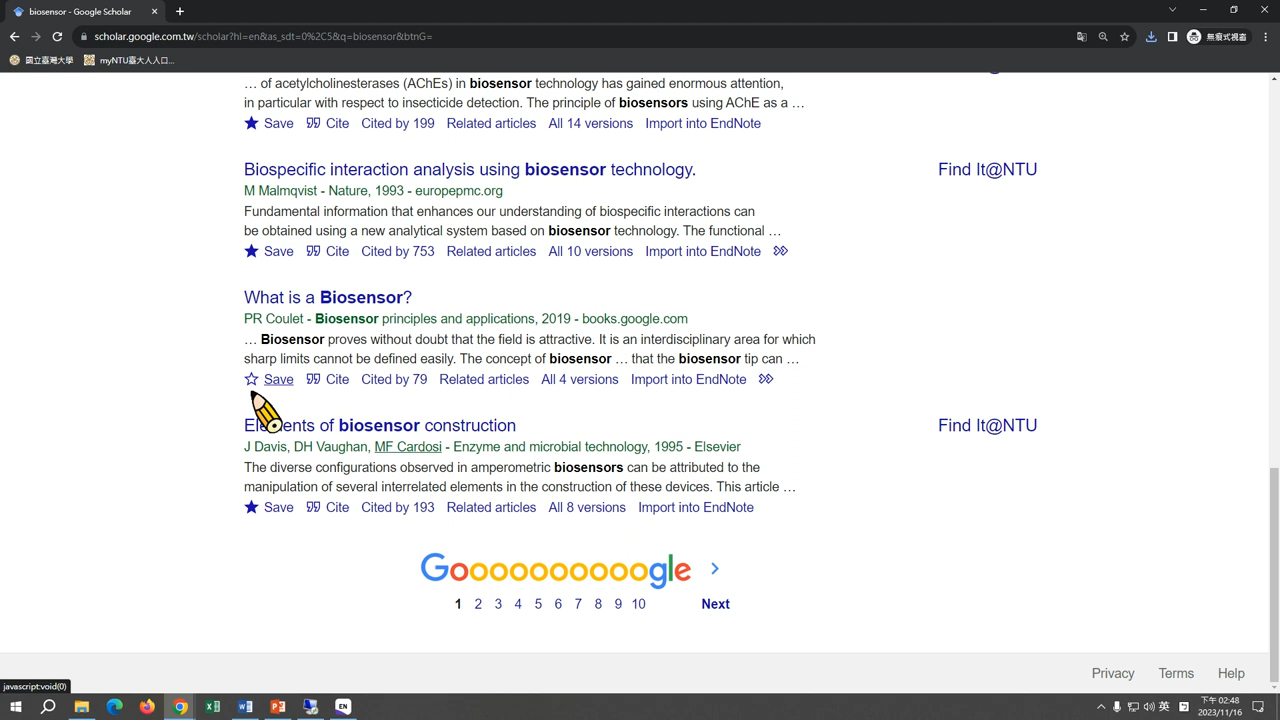 biosensor - Google Scholar
scholar.google.com.tw/scholar?hl=en&as_sdt=0%2C5&q=biosensor&btnG=
無痕式視窗
國立臺灣大學 myNTU臺大人入口...
… of acetylcholinesterases (AChEs) in biosensor technology has gained enormous attention,
in particular with respect to insecticide detection. The principle of biosensors using AChE as a …
Save Cite Cited by 199 Related articles All 14 versions Import into EndNote
Biospecific interaction analysis using biosensor technology. Find It@NTU
M Malmqvist - Nature, 1993 - europepmc.org
Fundamental information that enhances our understanding of biospecific interactions can
be obtained using a new analytical system based on biosensor technology. The functional …
Save Cite Cited by 753 Related articles All 10 versions Import into EndNote
What is a Biosensor?
PR Coulet - Biosensor principles and applications, 2019 - books.google.com
… Biosensor proves without doubt that the field is attractive. It is an interdisciplinary area for which
sharp limits cannot be defined easily. The concept of biosensor … that the biosensor tip can …
Save Cite Cited by 79 Related articles All 4 versions Import into EndNote
Elements of biosensor construction Find It@NTU
J Davis, DH Vaughan, MF Cardosi - Enzyme and microbial technology, 1995 - Elsevier
The diverse configurations observed in amperometric biosensors can be attributed to the
manipulation of several interrelated elements in the construction of these devices. This article …
Save Cite Cited by 193 Related articles All 8 versions Import into EndNote
Goooooooooogle
1 2 3 4 5 6 7 8 9 10 Next
Privacy Terms Help
javascript:void(0)
EN
英
下午 02:48
2023/11/16